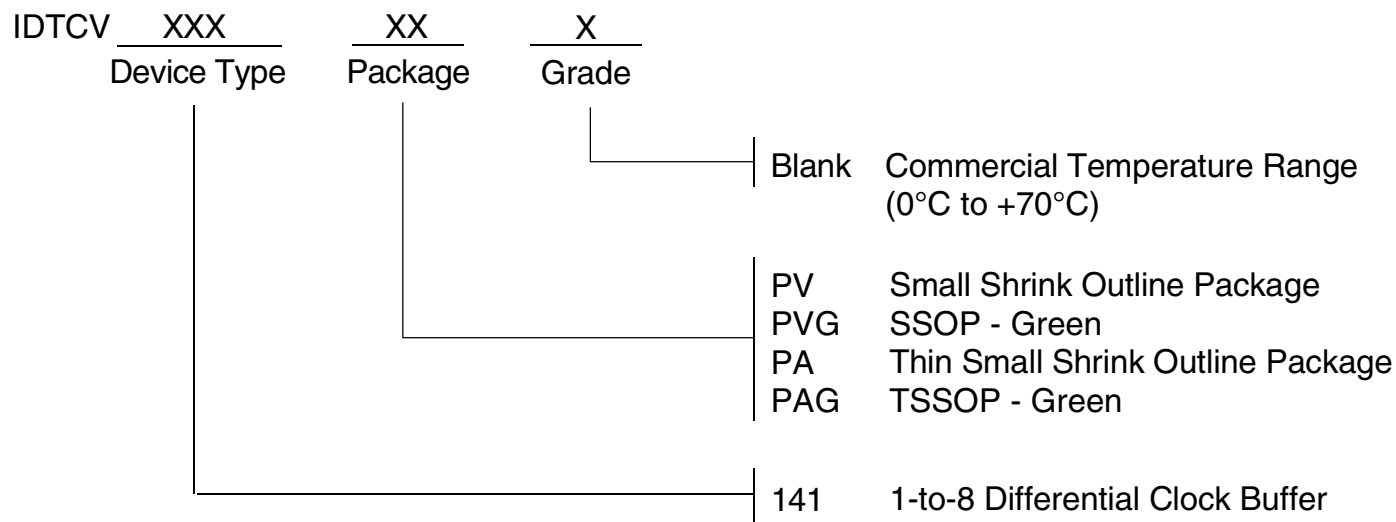 IDTCV XXX XX X
Device Type Package Grade
Blank Commercial Temperature Range
(0°C to +70°C)
PV Small Shrink Outline Package
PVG SSOP - Green
PA Thin Small Shrink Outline Package
PAG TSSOP - Green
141 1-to-8 Differential Clock Buffer